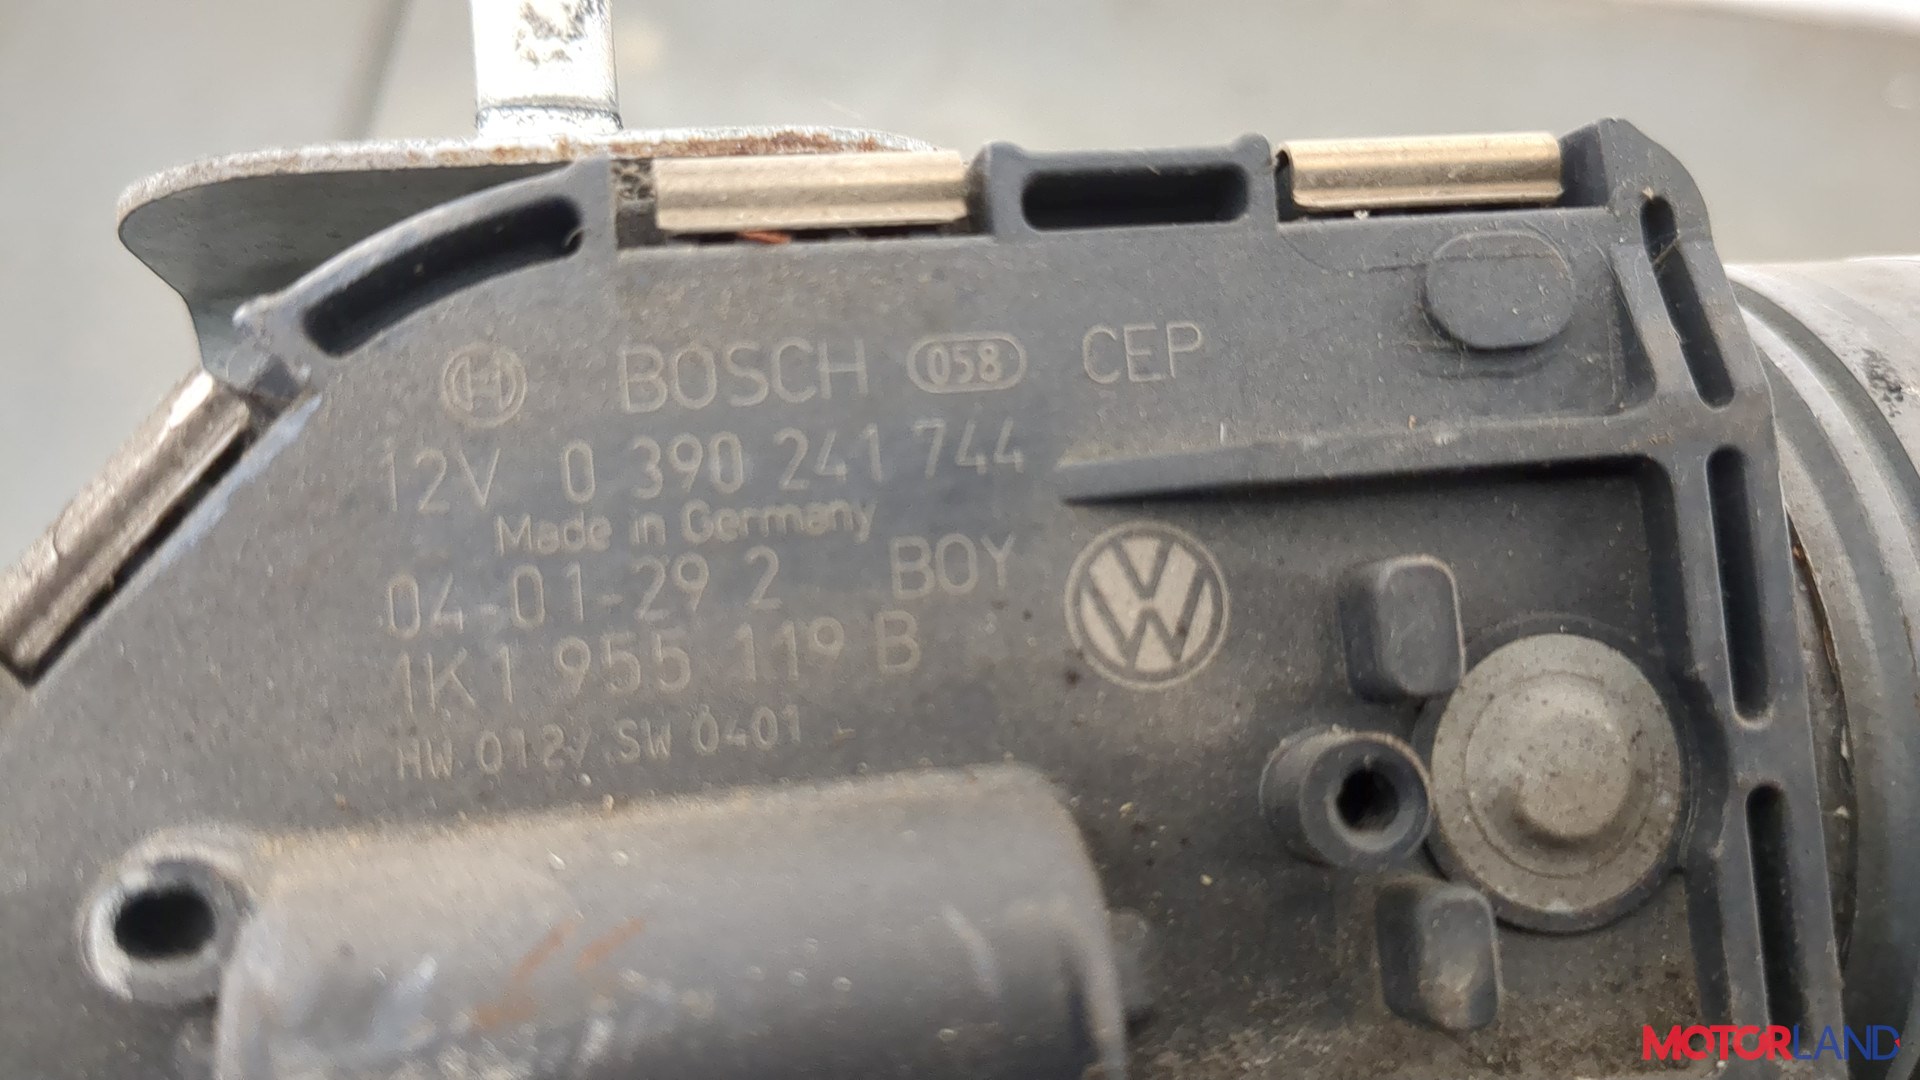 BOSCH 058 CEP
12V 0 390 241 744
Made in Germany
04-01-29 2 BOY
1K1 955 119 B
HW 012/ SW 0401
MOTORLAND